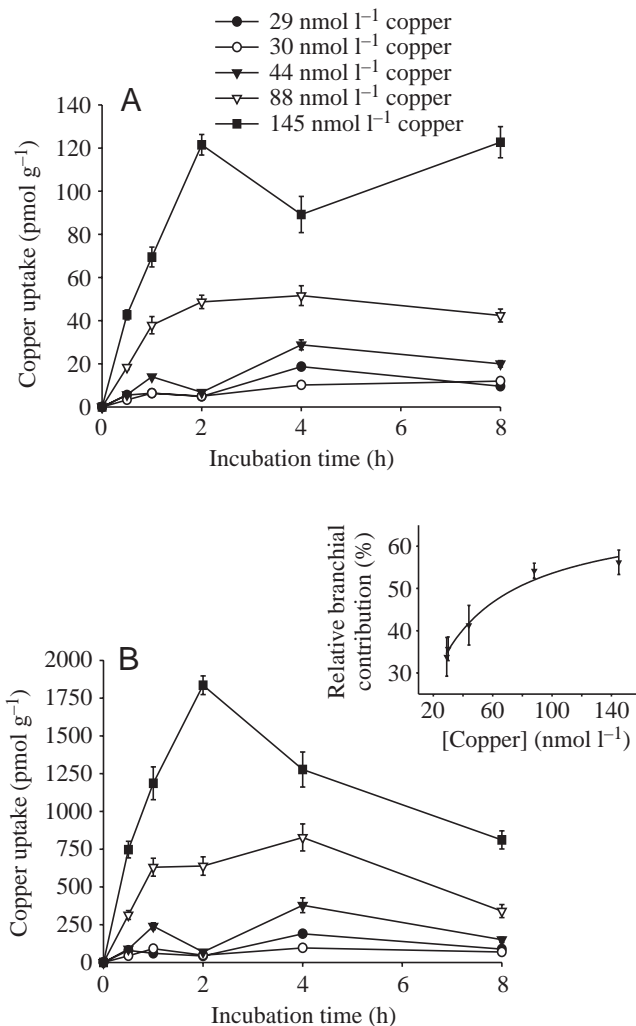 29 nmol l⁻¹ copper
30 nmol l⁻¹ copper
44 nmol l⁻¹ copper
88 nmol l⁻¹ copper
145 nmol l⁻¹ copper
A
140
120
100
80
60
40
20
0
Copper uptake (pmol g⁻¹)
0 2 4 6 8
Incubation time (h)
Relative branchial
contribution (%)
60
50
40
30
20 60 100 140
[Copper] (nmol l⁻¹)
B
2000
1750
1500
1250
1000
750
500
250
0
Copper uptake (pmol g⁻¹)
0 2 4 6 8
Incubation time (h)